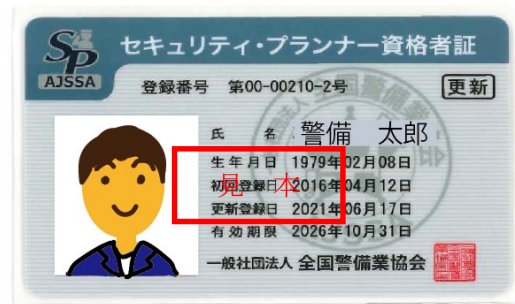 SP
AJSSA
セキュリティ・プランナー資格者証
登録番号 第00-00210-2号
更新
氏 名 警備 太郎
生年月日 1979年02月08日
初回登録日 2016年04月12日
更新登録日 2021年06月17日
有効期限 2026年10月31日
見 本
一般社団法人 全国警備業協会